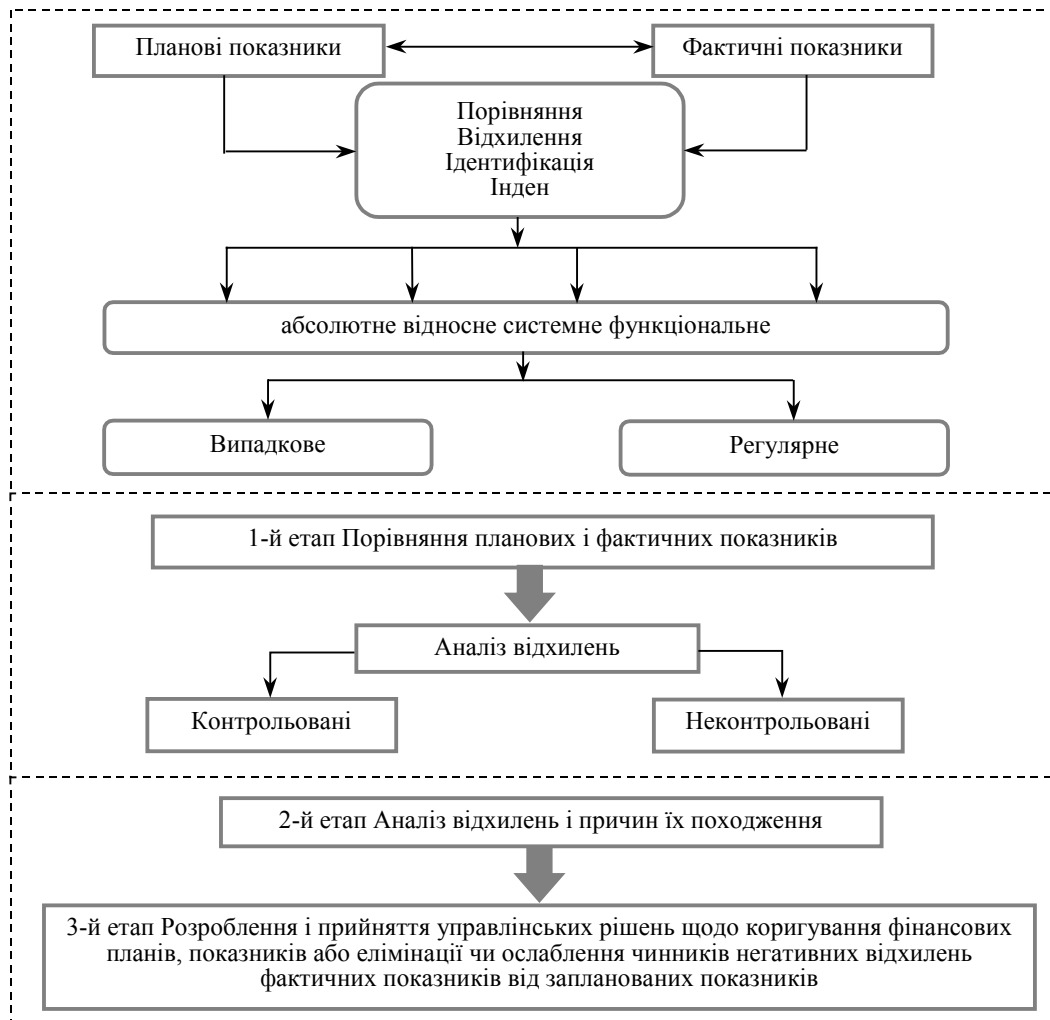 Планові показники
Фактичні показники
Порівняння
Відхилення
Ідентифікація
Інден
абсолютне відносне системне функціональне
Випадкове
Регулярне
1-й етап Порівняння планових і фактичних показників
Аналіз відхилень
Контрольовані
Неконтрольовані
2-й етап Аналіз відхилень і причин їх походження
3-й етап Розроблення і прийняття управлінських рішень щодо коригування фінансових
планів, показників або елімінації чи ослаблення чинників негативних відхилень
фактичних показників від запланованих показників